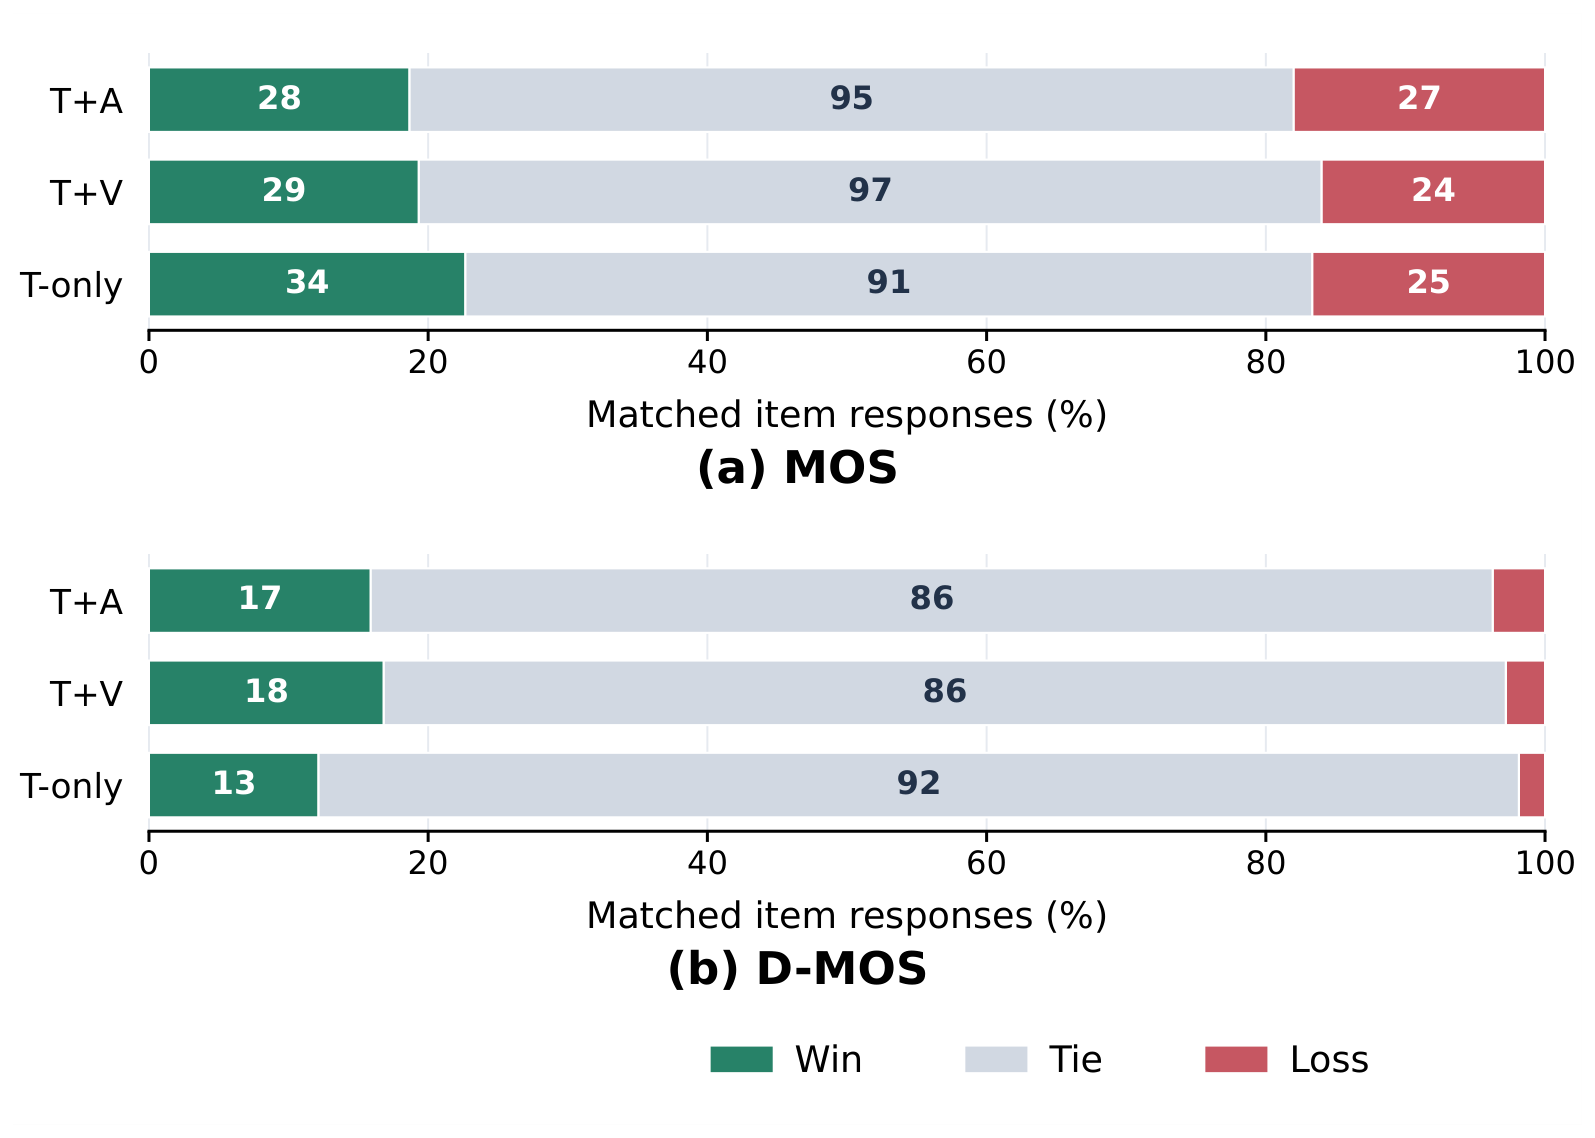 T+A 28 95 27
T+V 29 97 24
T-only 34 91 25
0 20 40 60 80 100
Matched item responses (%)
(a) MOS
T+A 17 86
T+V 18 86
T-only 13 92
0 20 40 60 80 100
Matched item responses (%)
(b) D-MOS
Win Tie Loss